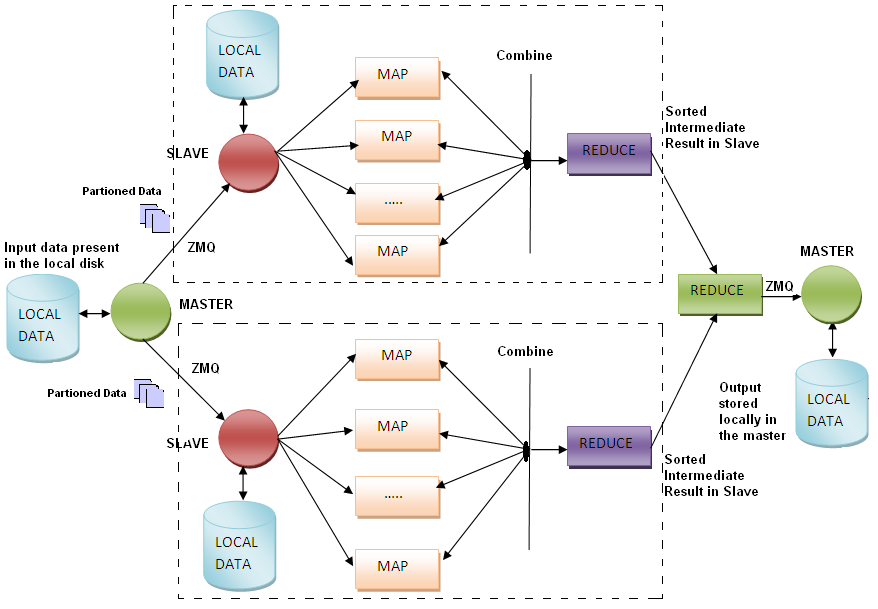 LOCAL
DATA
SLAVE
MAP
MAP
.....
MAP
Combine
REDUCE
Sorted
Intermediate
Result in Slave
Partioned Data
ZMQ
Input data present
in the local disk
LOCAL
DATA
MASTER
REDUCE
ZMQ
MASTER
ZMQ
Partioned Data
SLAVE
LOCAL
DATA
MAP
MAP
.....
MAP
Combine
REDUCE
Sorted
Intermediate
Result in Slave
Output
stored
locally in
the master
LOCAL
DATA